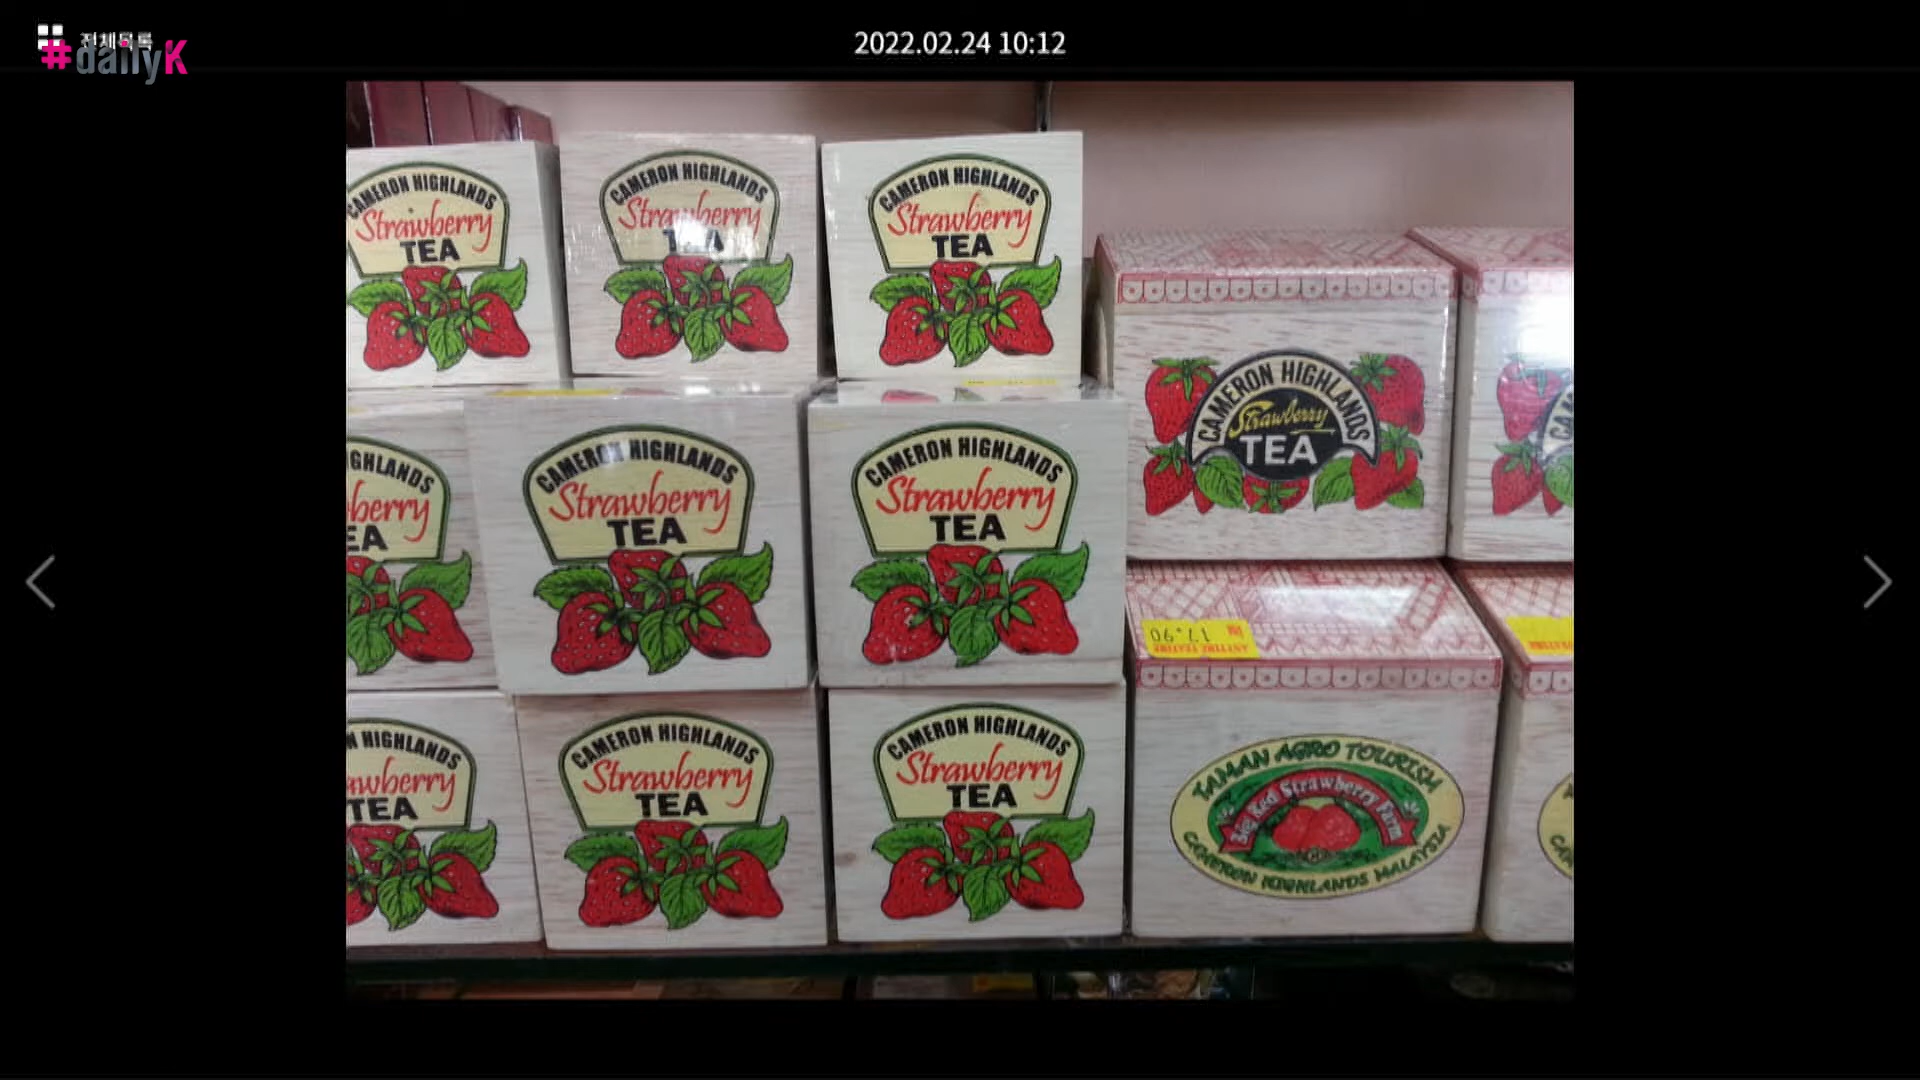 전체목록
#dailyK
2022.02.24 10:12
CAMERON HIGHLANDS
Strawberry
TEA
CAMERON HIGHLANDS
Strawberry
TEA
CAMERON HIGHLANDS
Strawberry
TEA
CAMERON HIGHLANDS
Strawberry
TEA
GHLANDS
berry
EA
CAMERON HIGHLANDS
Strawberry
TEA
CAMERON HIGHLANDS
Strawberry
TEA
17.90
N HIGHLANDS
awberry
TEA
CAMERON HIGHLANDS
Strawberry
TEA
CAMERON HIGHLANDS
Strawberry
TEA
TAMAN AGRO TOURISM
Big Red Strawberry Farm
CAMERON HIGHLANDS MALAYSIA